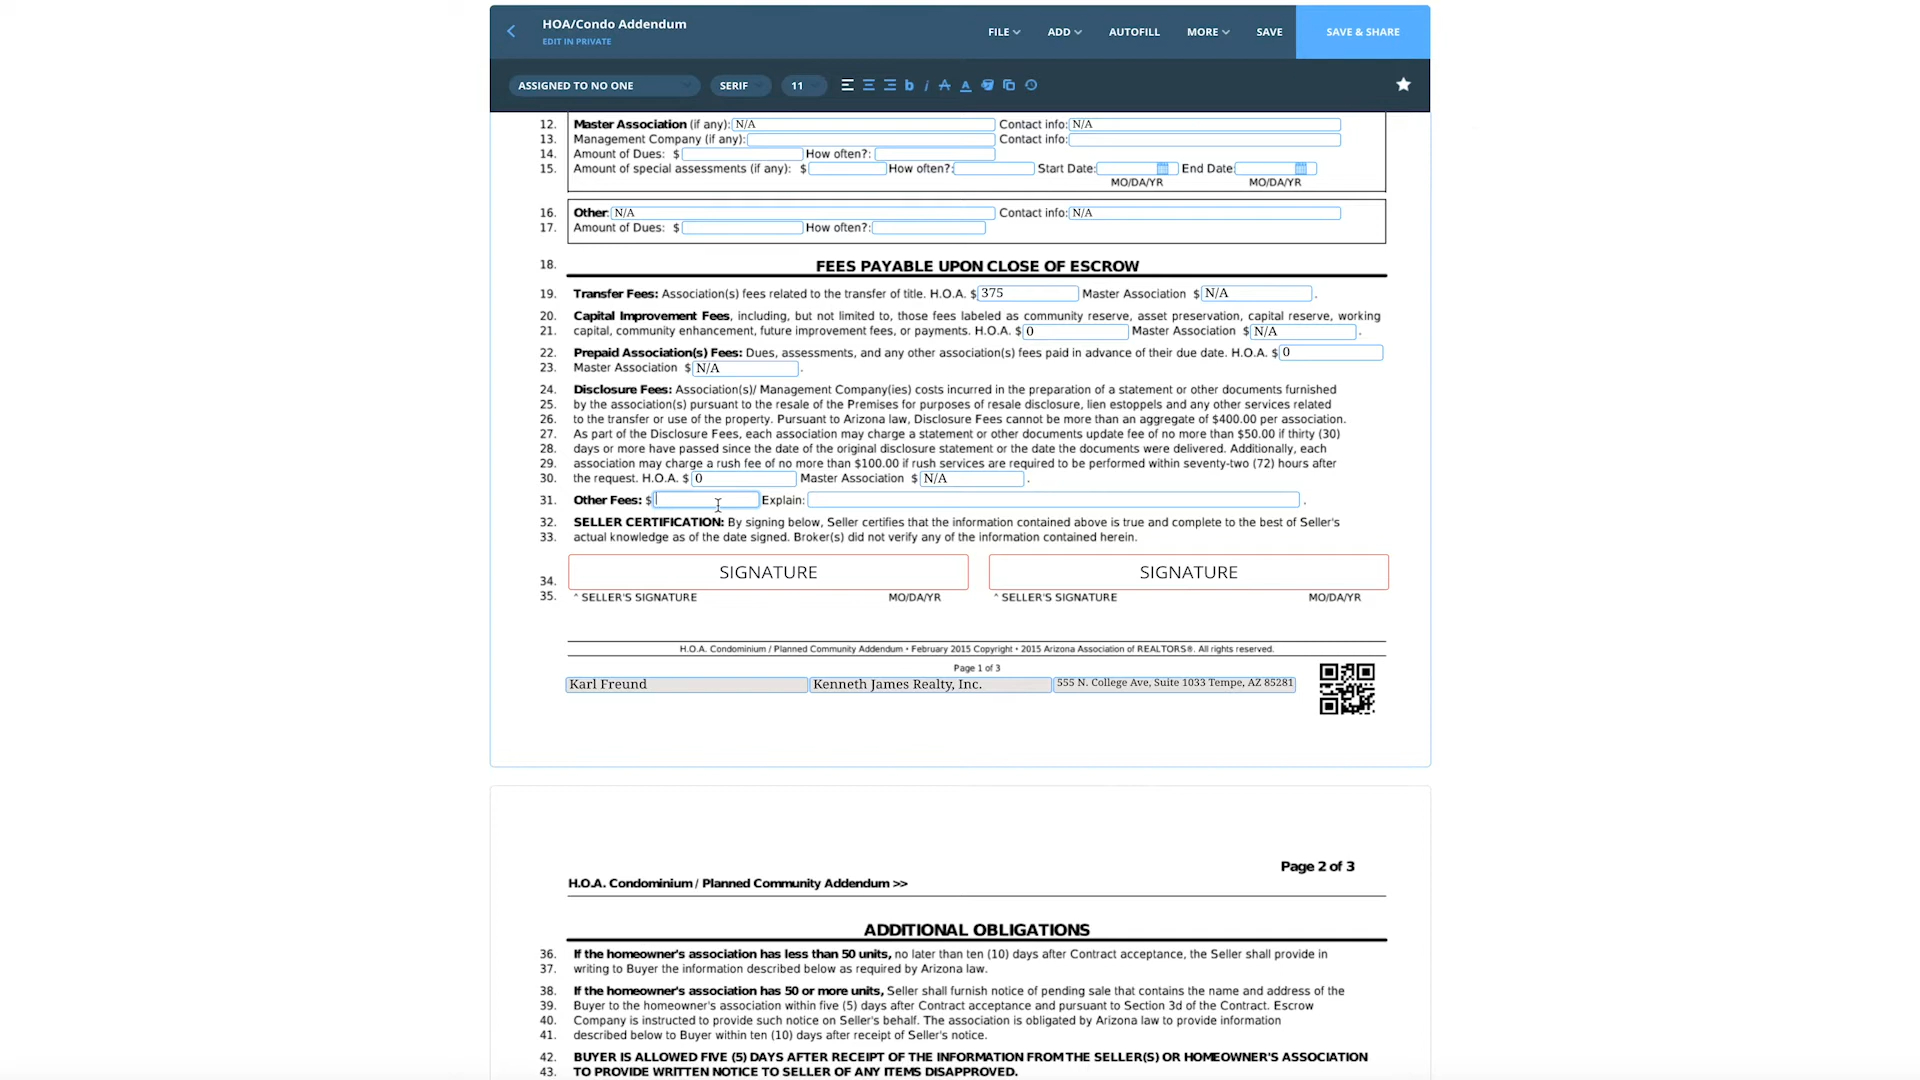 HOA/Condo Addendum
EDIT IN PRIVATE
FILE ADD AUTOFILL MORE SAVE SAVE & SHARE
ASSIGNED TO NO ONE SERIF 11 b i A A
12. Master Association (if any): N/A Contact info: N/A
13. Management Company (if any): Contact info:
14. Amount of Dues: $ How often?:
15. Amount of special assessments (if any): $ How often?: Start Date: End Date:
MO/DA/YR MO/DA/YR
16. Other: N/A Contact info: N/A
17. Amount of Dues: $ How often?:
18. FEES PAYABLE UPON CLOSE OF ESCROW
19. Transfer Fees: Association(s) fees related to the transfer of title. H.O.A. $ 375 Master Association $ N/A .
20. Capital Improvement Fees, including, but not limited to, those fees labeled as community reserve, asset preservation, capital reserve, working
21. capital, community enhancement, future improvement fees, or payments. H.O.A. $ 0 Master Association $ N/A .
22. Prepaid Association(s) Fees: Dues, assessments, and any other association(s) fees paid in advance of their due date. H.O.A. $ 0
23. Master Association $ N/A .
24. Disclosure Fees: Association(s)/ Management Company(ies) costs incurred in the preparation of a statement or other documents furnished
25. by the association(s) pursuant to the resale of the Premises for purposes of resale disclosure, lien estoppels and any other services related
26. to the transfer or use of the property. Pursuant to Arizona law, Disclosure Fees cannot be more than an aggregate of $400.00 per association.
27. As part of the Disclosure Fees, each association may charge a statement or other documents update fee of no more than $50.00 if thirty (30)
28. days or more have passed since the date of the original disclosure statement or the date the documents were delivered. Additionally, each
29. association may charge a rush fee of no more than $100.00 if rush services are required to be performed within seventy-two (72) hours after
30. the request. H.O.A. $ 0 Master Association $ N/A .
31. Other Fees: $ Explain: .
32. SELLER CERTIFICATION: By signing below, Seller certifies that the information contained above is true and complete to the best of Seller's
33. actual knowledge as of the date signed. Broker(s) did not verify any of the information contained herein.
34. SIGNATURE SIGNATURE
35. ^ SELLER'S SIGNATURE MO/DA/YR ^ SELLER'S SIGNATURE MO/DA/YR
H.O.A. Condominium / Planned Community Addendum • February 2015 Copyright • 2015 Arizona Association of REALTORS®. All rights reserved.
Page 1 of 3
Karl Freund Kenneth James Realty, Inc. 555 N. College Ave, Suite 1033 Tempe, AZ 85281
Page 2 of 3
H.O.A. Condominium / Planned Community Addendum >>
ADDITIONAL OBLIGATIONS
36. If the homeowner's association has less than 50 units, no later than ten (10) days after Contract acceptance, the Seller shall provide in
37. writing to Buyer the information described below as required by Arizona law.
38. If the homeowner's association has 50 or more units, Seller shall furnish notice of pending sale that contains the name and address of the
39. Buyer to the homeowner's association within five (5) days after Contract acceptance and pursuant to Section 3d of the Contract. Escrow
40. Company is instructed to provide such notice on Seller's behalf. The association is obligated by Arizona law to provide information
41. described below to Buyer within ten (10) days after receipt of Seller's notice.
42. BUYER IS ALLOWED FIVE (5) DAYS AFTER RECEIPT OF THE INFORMATION FROM THE SELLER(S) OR HOMEOWNER'S ASSOCIATION
43. TO PROVIDE WRITTEN NOTICE TO SELLER OF ANY ITEMS DISAPPROVED.